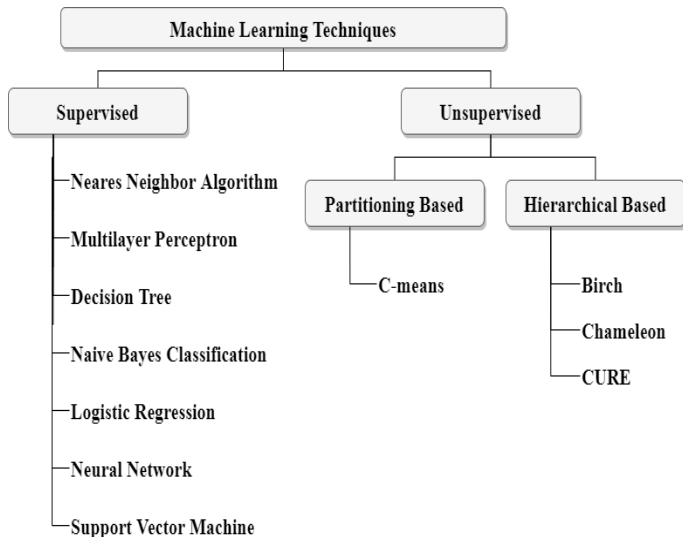 Machine Learning Techniques
Supervised
Unsupervised
Neares Neighbor Algorithm
Multilayer Perceptron
Decision Tree
Naive Bayes Classification
Logistic Regression
Neural Network
Support Vector Machine
Partitioning Based
C-means
Hierarchical Based
Birch
Chameleon
CURE